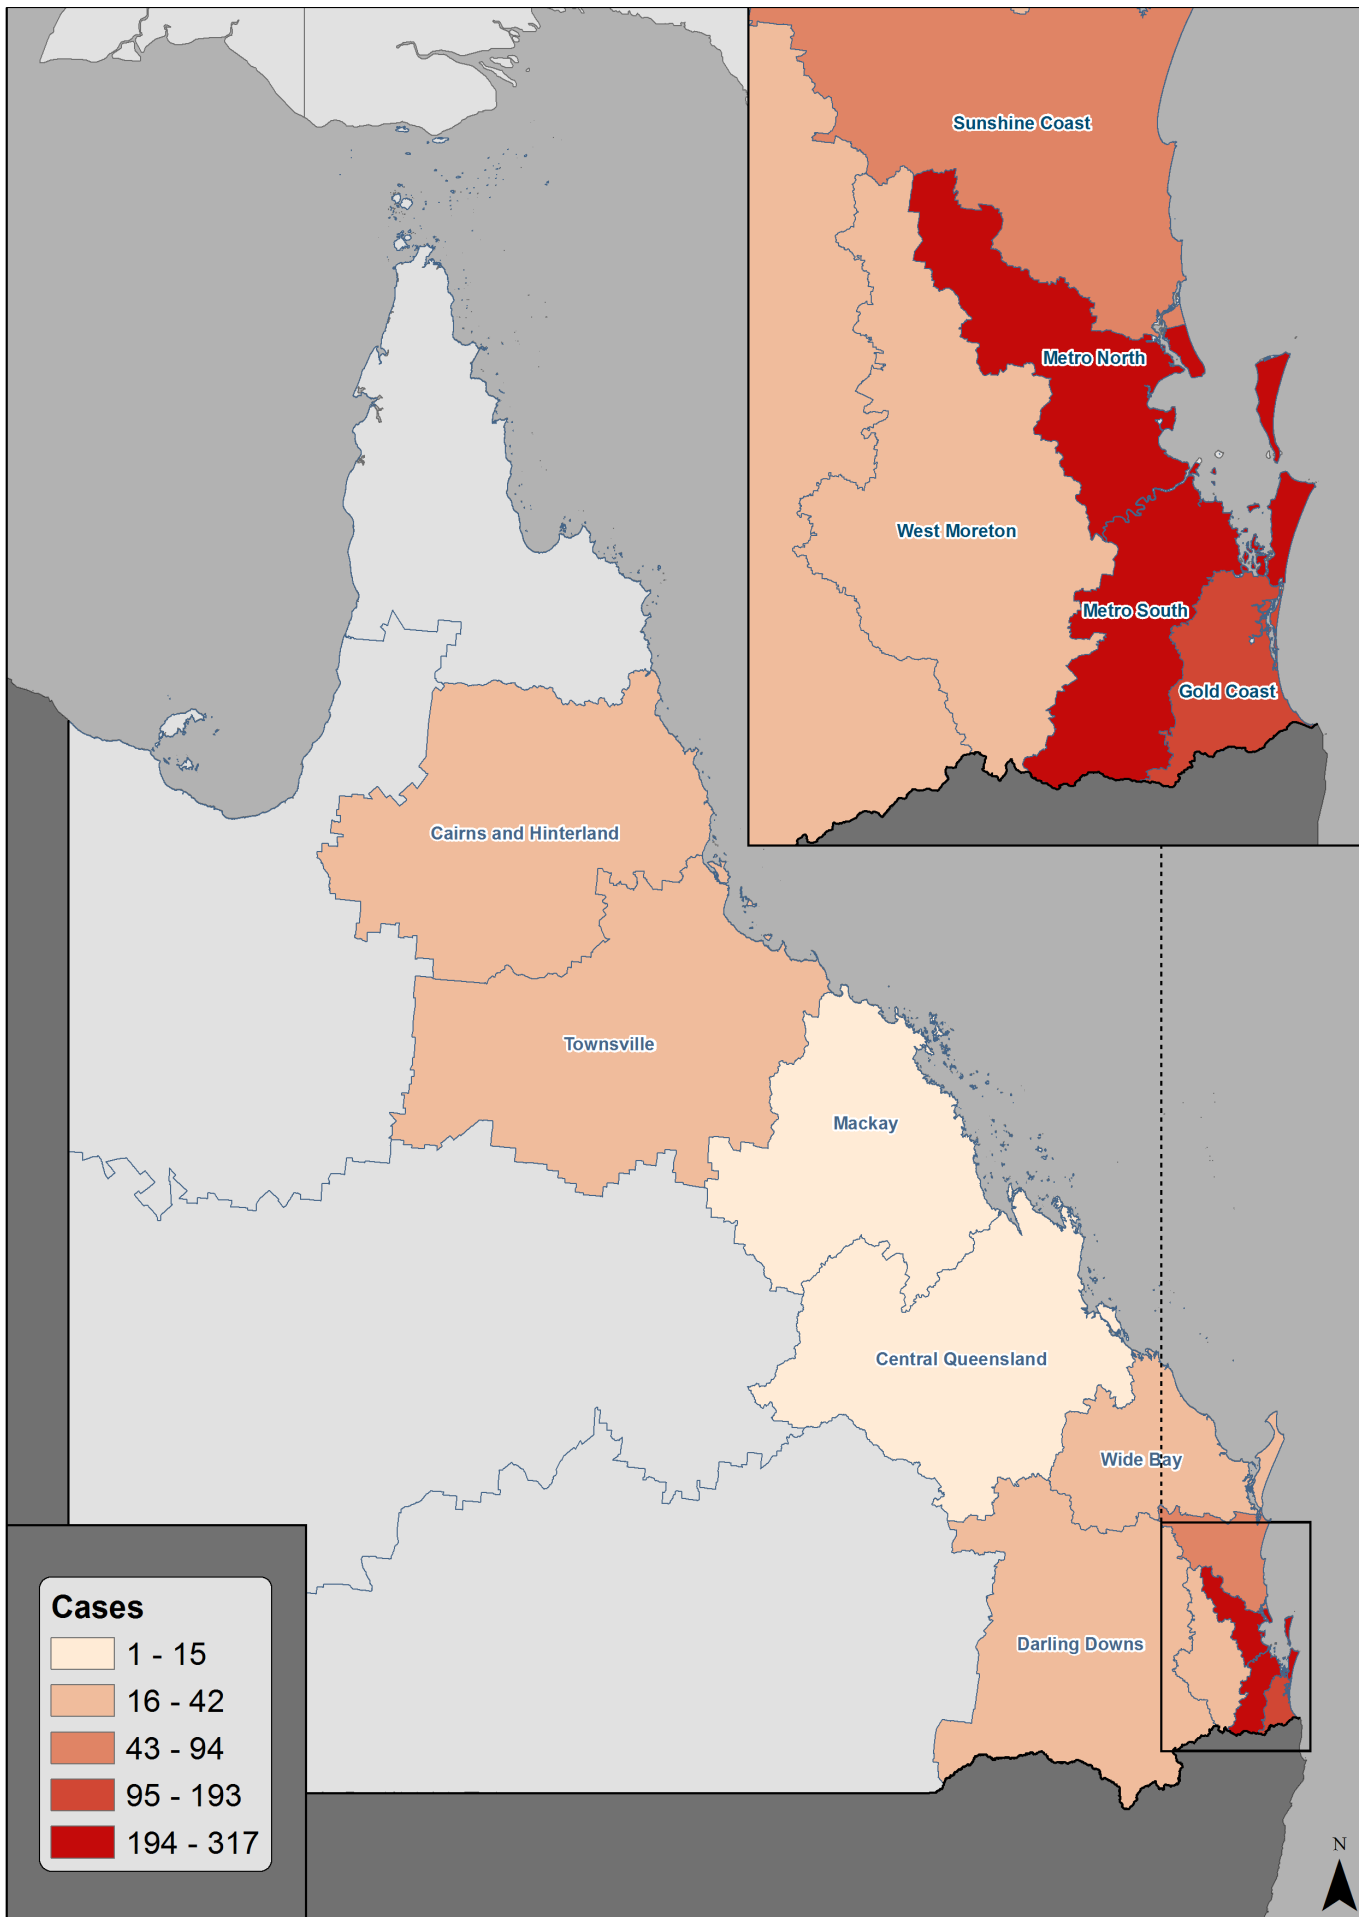 Sunshine Coast
Metro North
West Moreton
Metro South
Gold Coast
Cairns and Hinterland
Townsville
Mackay
Central Queensland
Wide Bay
Darling Downs
Cases
1 - 15
16 - 42
43 - 94
95 - 193
194 - 317
N